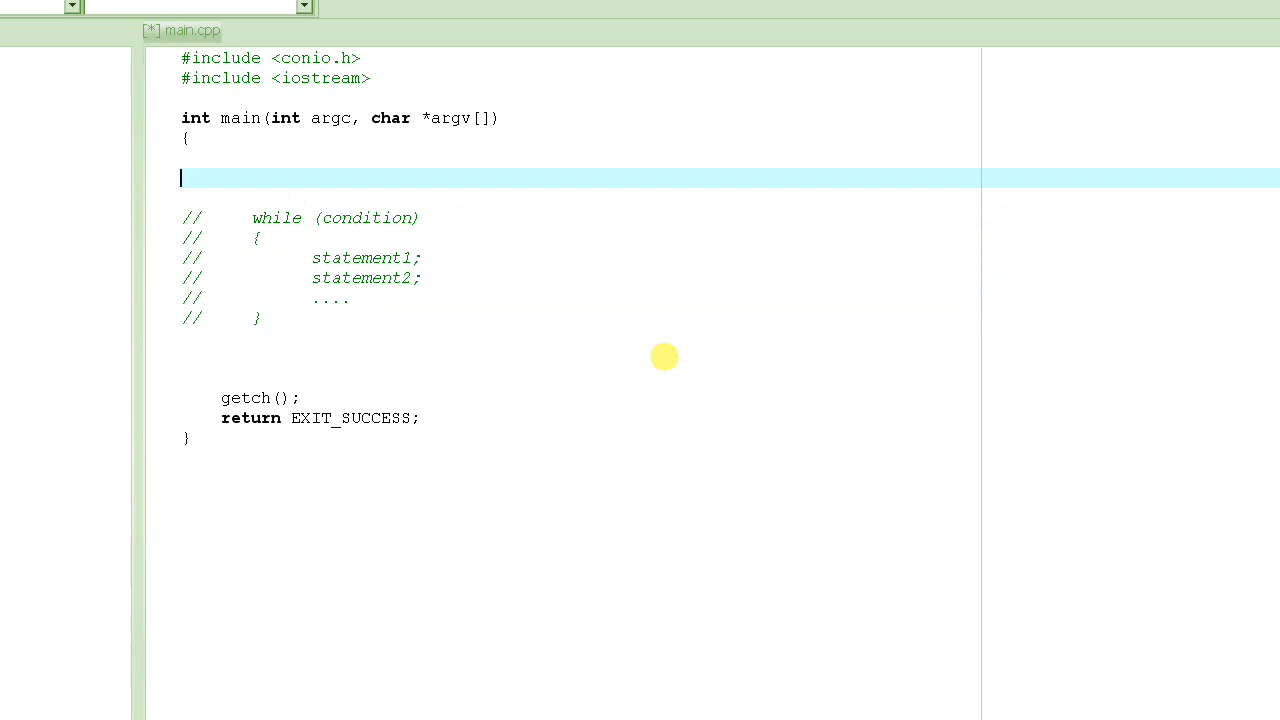 [*] main.cpp
#include <conio.h>
#include <iostream>
int main(int argc, char *argv[])
{
// while (condition)
// {
// statement1;
// statement2;
// ....
// }
getch();
return EXIT_SUCCESS;
}